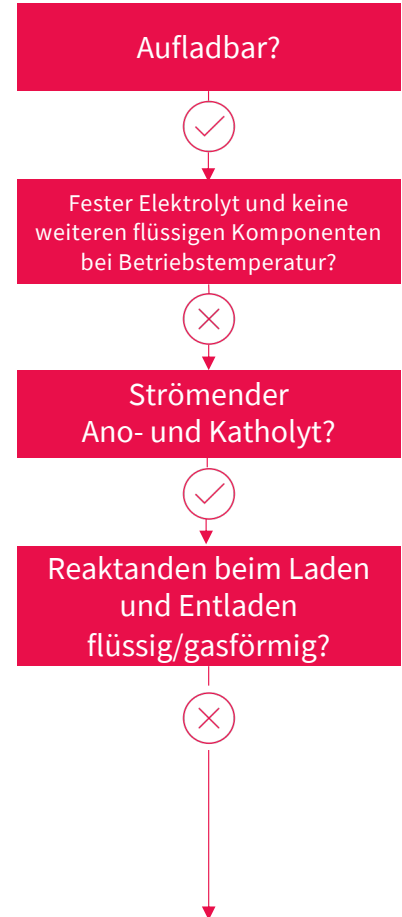 Aufladbar?
Fester Elektrolyt und keine
weiteren flüssigen Komponenten
bei Betriebstemperatur?
Strömender
Ano- und Katholyt?
Reaktanden beim Laden
und Entladen
flüssig/gasförmig?